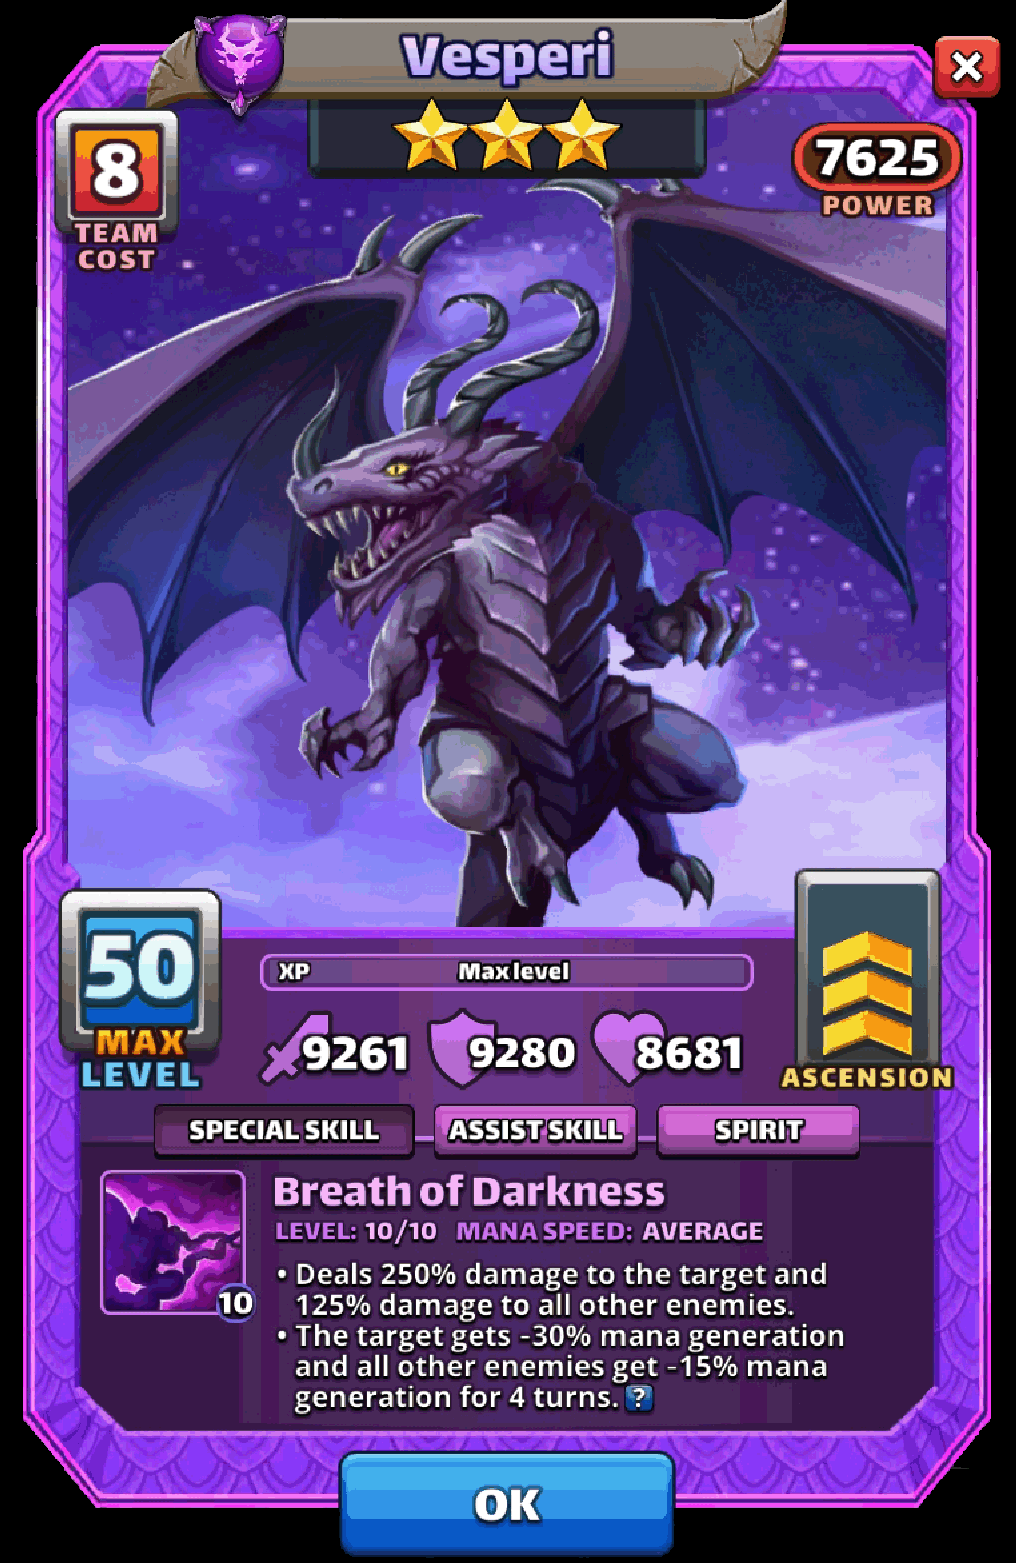 Vesperi
8
TEAM
COST
7625
POWER
50
MAX
LEVEL
XP Max level
9261 9280 8681
ASCENSION
SPECIAL SKILL ASSIST SKILL SPIRIT
Breath of Darkness
LEVEL: 10/10 MANA SPEED: AVERAGE
10
• Deals 250% damage to the target and
125% damage to all other enemies.
• The target gets -30% mana generation
and all other enemies get -15% mana
generation for 4 turns. ?
OK